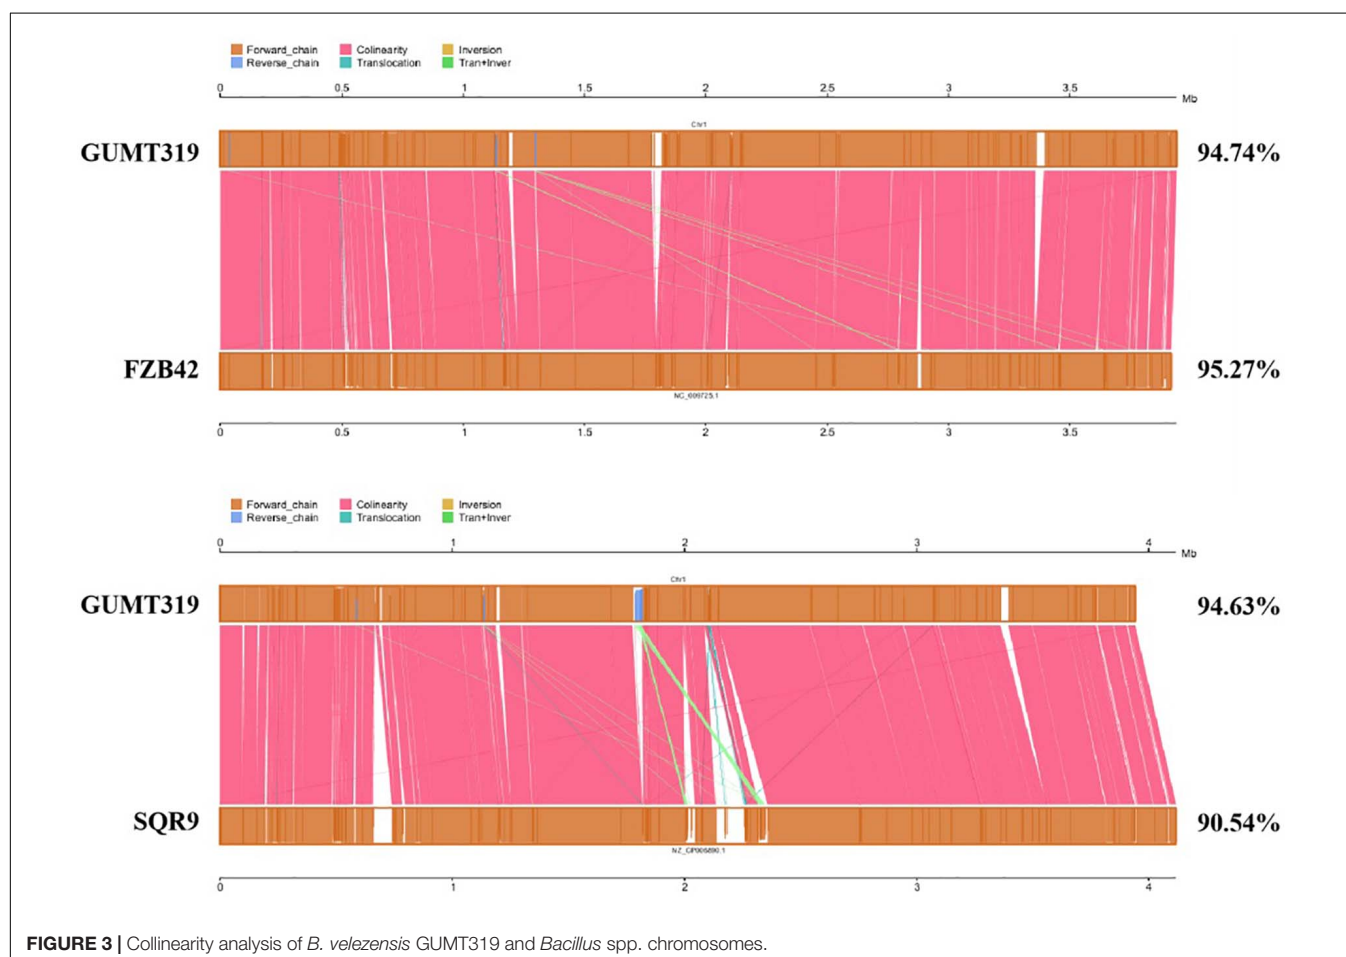 Forward_chain Colinearity Inversion
Reverse_chain Translocation Tran+Inver
0 0.5 1 1.5 2 2.5 3 3.5
Mb
Chr1
GUMT319 94.74%
FZB42 95.27%
NC_009725.1
0 0.5 1 1.5 2 2.5 3 3.5
Forward_chain Colinearity Inversion
Reverse_chain Translocation Tran+Inver
0 1 2 3 4
Mb
Chr1
GUMT319 94.63%
SQR9 90.54%
NZ_CP006890.1
0 1 2 3 4
FIGURE 3 | Collinearity analysis of B. velezensis GUMT319 and Bacillus spp. chromosomes.